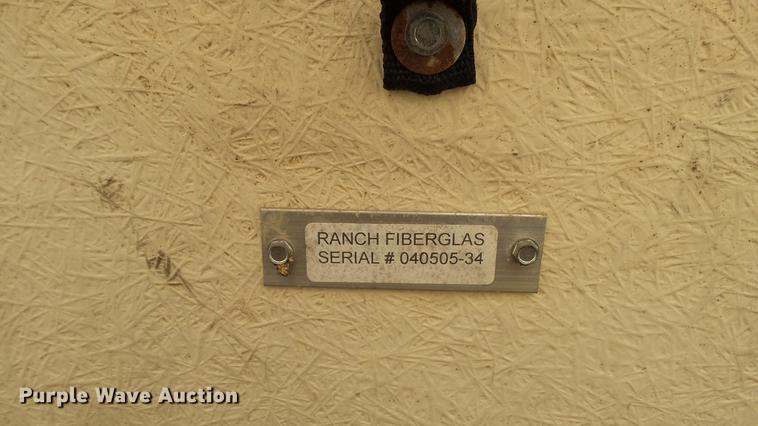 RANCH FIBERGLAS
SERIAL # 040505-34
Purple Wave Auction